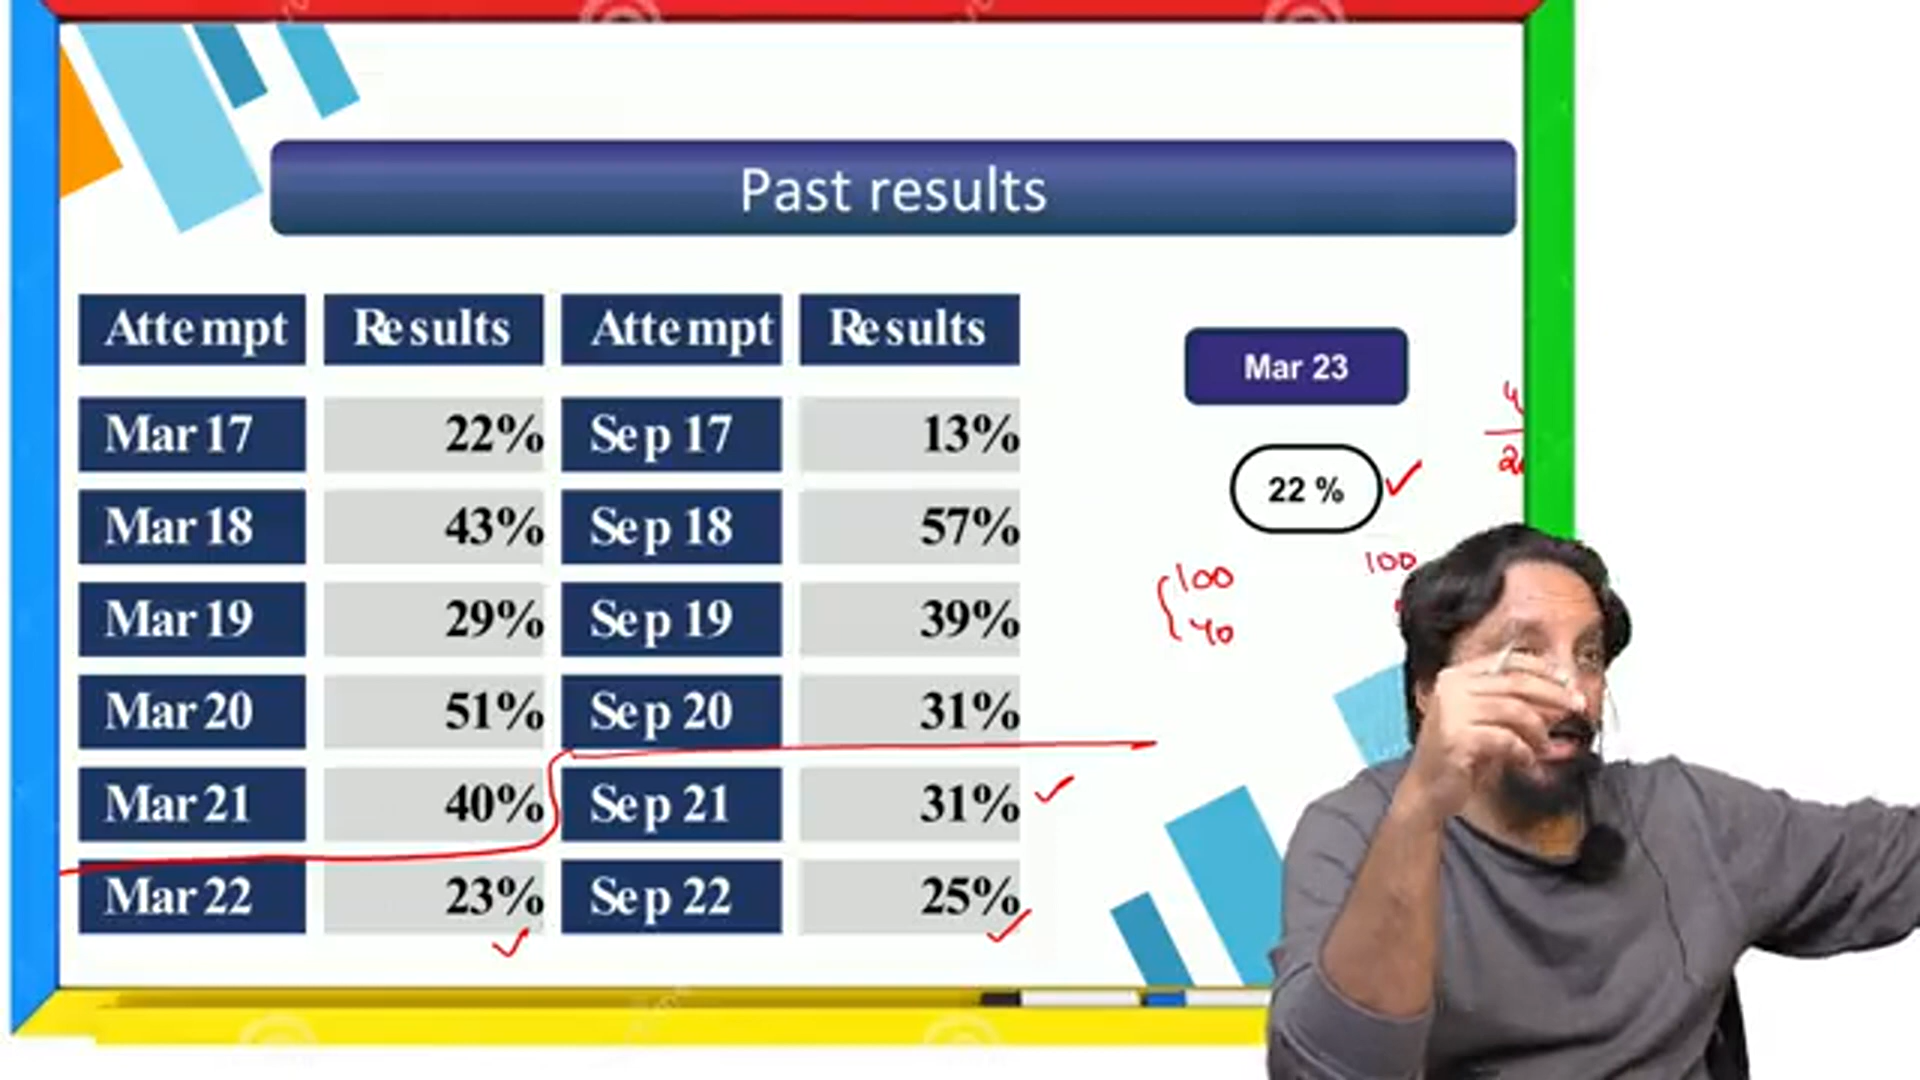 Past results
Attempt Results Attempt Results
Mar 17 22% Sep 17 13%
Mar 18 43% Sep 18 57%
Mar 19 29% Sep 19 39%
Mar 20 51% Sep 20 31%
Mar 21 40% Sep 21 31%
Mar 22 23% Sep 22 25%
Mar 23
22 %
100
40
100